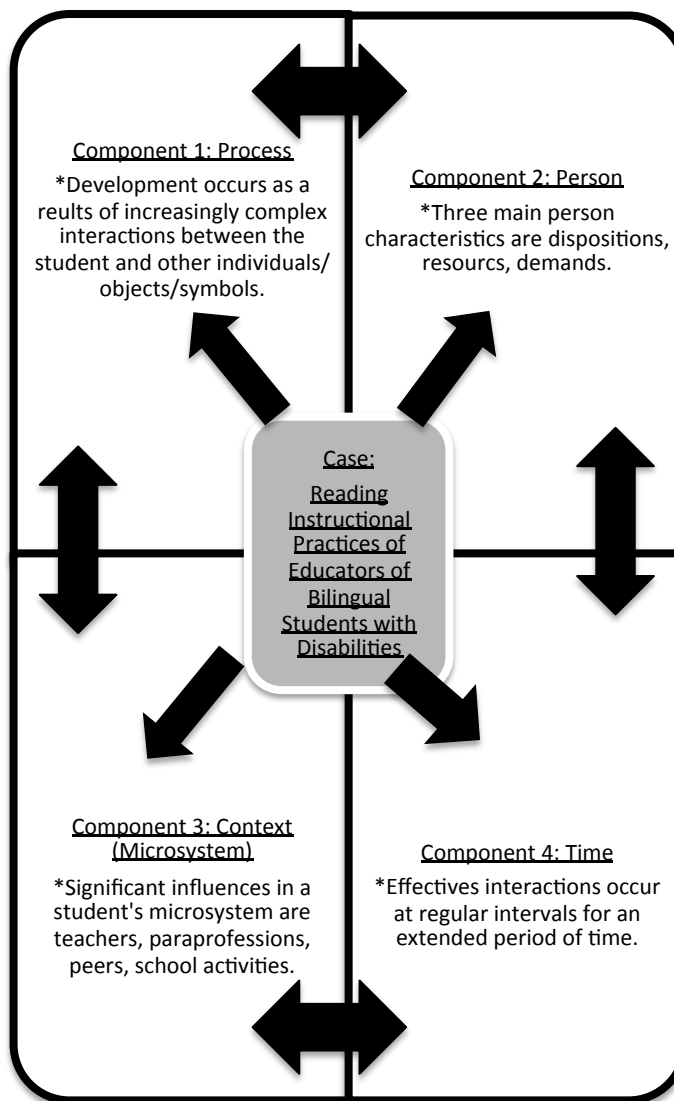 Component 1: Process
*Development occurs as a
reults of increasingly complex
interactions between the
student and other individuals/
objects/symbols.
Component 2: Person
*Three main person
characteristics are dispositions,
resourcs, demands.
Case:
Reading
Instructional
Practices of
Educators of
Bilingual
Students with
Disabilities
Component 3: Context
(Microsystem)
*Significant influences in a
student's microsystem are
teachers, paraprofessions,
peers, school activities.
Component 4: Time
*Effectives interactions occur
at regular intervals for an
extended period of time.